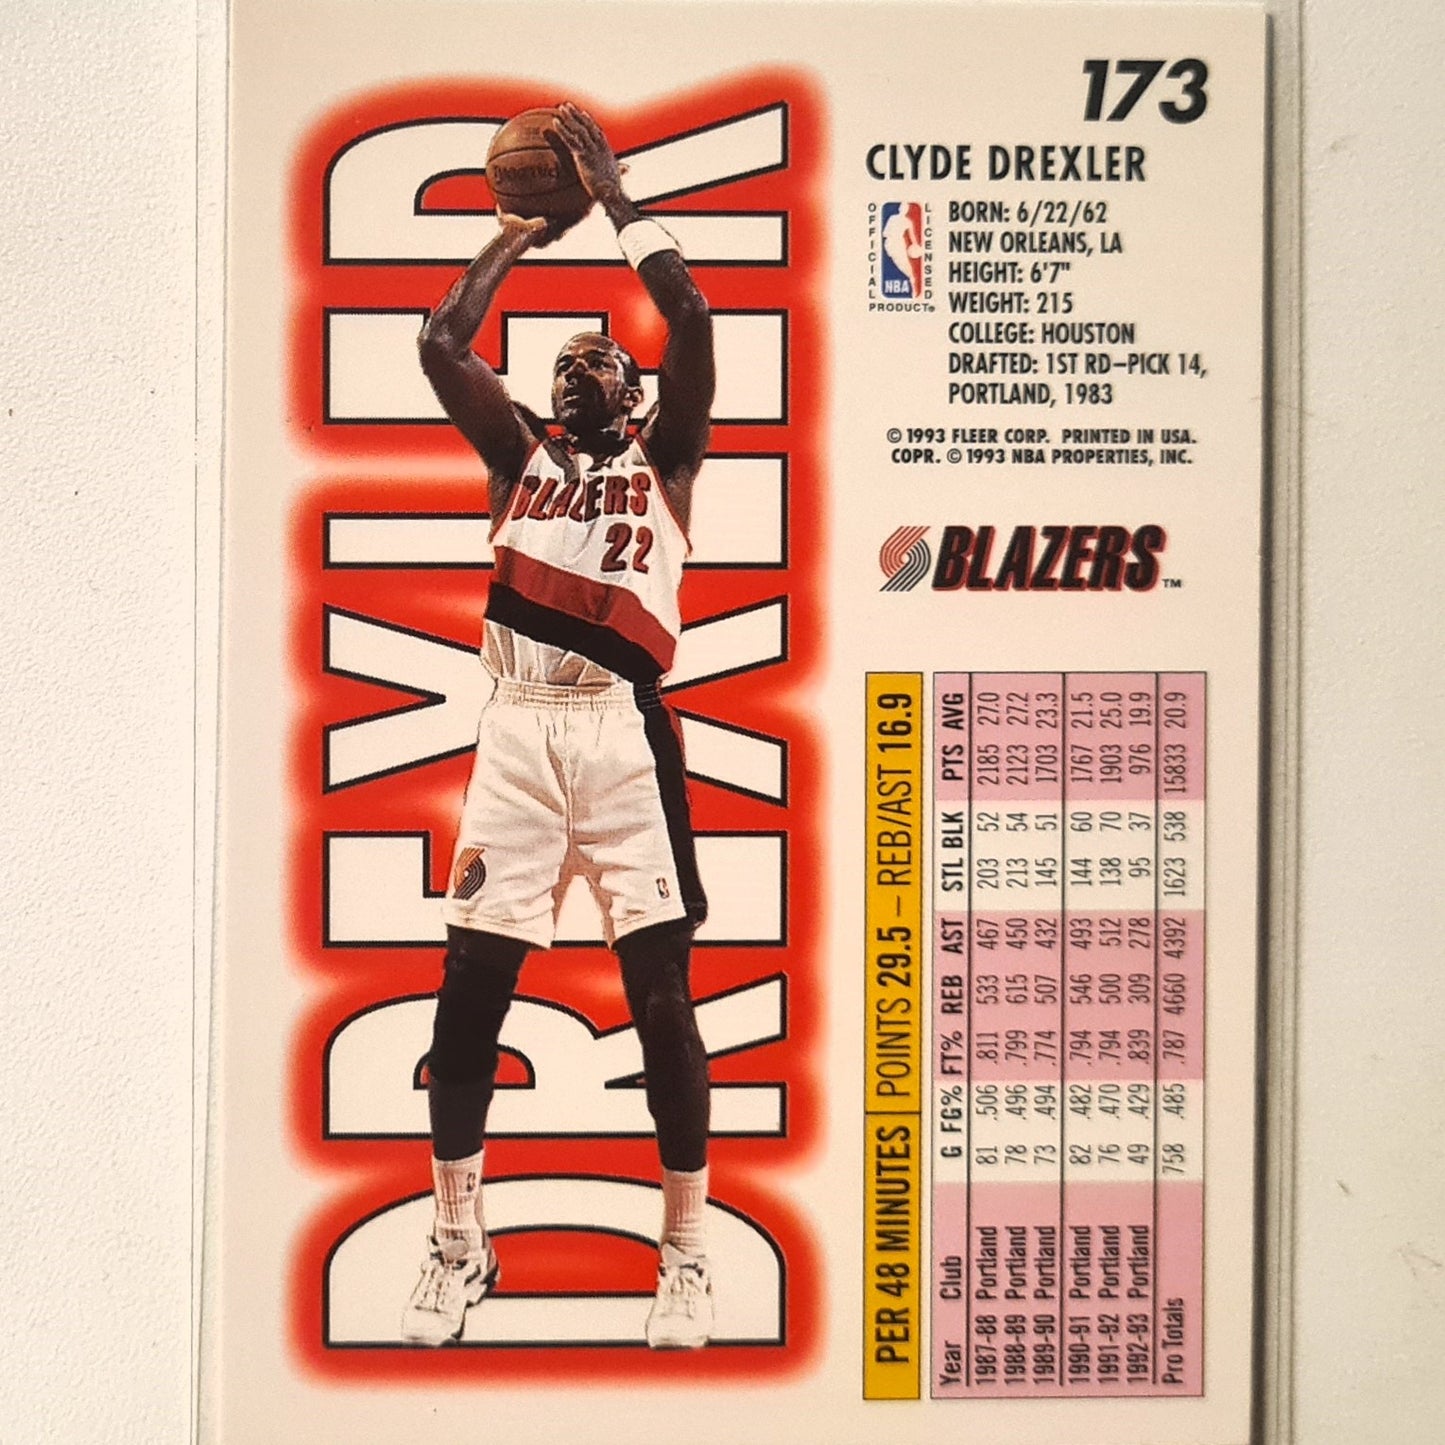 173
CLYDE DREXLER
OFFICIAL LICENSED
NBA
PRODUCT®
BORN: 6/22/62
NEW ORLEANS, LA
HEIGHT: 6'7"
WEIGHT: 215
COLLEGE: HOUSTON
DRAFTED: 1ST RD–PICK 14,
PORTLAND, 1983
© 1993 FLEER CORP. PRINTED IN USA.
COPR. © 1993 NBA PROPERTIES, INC.
BLAZERS™
DREXLER
BLAZERS
22
PER 48 MINUTES | POINTS 29.5 – REB/AST 16.9
Year Club G FG% FT% REB AST STL BLK PTS AVG
1987-88 Portland 81 .506 .811 533 467 203 52 2185 27.0
1988-89 Portland 78 .496 .799 615 450 213 54 2123 27.2
1989-90 Portland 73 .494 .774 507 432 145 51 1703 23.3
1990-91 Portland 82 .482 .794 546 493 144 60 1767 21.5
1991-92 Portland 76 .470 .794 500 512 138 70 1903 25.0
1992-93 Portland 49 .429 .839 309 278 95 37 976 19.9
Pro Totals 758 .485 .787 4660 4392 1623 538 15833 20.9